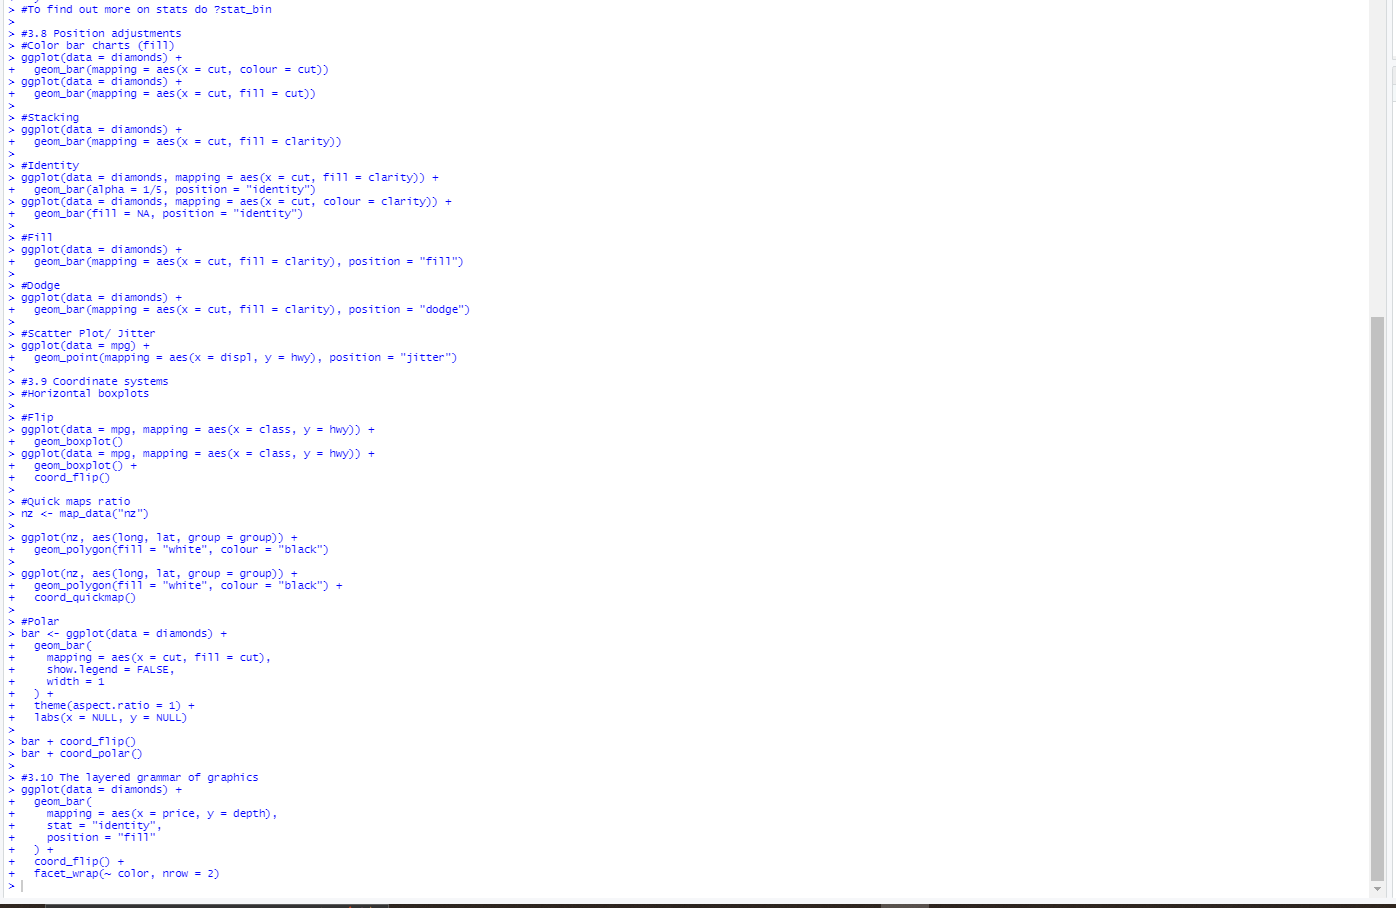 > #To find out more on stats do ?stat_bin
>
> #3.8 Position adjustments
> #Color bar charts (fill)
> ggplot(data = diamonds) +
+   geom_bar(mapping = aes(x = cut, colour = cut))
> ggplot(data = diamonds) +
+   geom_bar(mapping = aes(x = cut, fill = cut))
>
> #Stacking
> ggplot(data = diamonds) +
+   geom_bar(mapping = aes(x = cut, fill = clarity))
>
> #Identity
> ggplot(data = diamonds, mapping = aes(x = cut, fill = clarity)) +
+   geom_bar(alpha = 1/5, position = "identity")
> ggplot(data = diamonds, mapping = aes(x = cut, colour = clarity)) +
+   geom_bar(fill = NA, position = "identity")
>
> #Fill
> ggplot(data = diamonds) +
+   geom_bar(mapping = aes(x = cut, fill = clarity), position = "fill")
>
> #Dodge
> ggplot(data = diamonds) +
+   geom_bar(mapping = aes(x = cut, fill = clarity), position = "dodge")
>
> #Scatter Plot/ Jitter
> ggplot(data = mpg) +
+   geom_point(mapping = aes(x = displ, y = hwy), position = "jitter")
>
> #3.9 Coordinate systems
> #Horizontal boxplots
>
> #Flip
> ggplot(data = mpg, mapping = aes(x = class, y = hwy)) +
+   geom_boxplot()
> ggplot(data = mpg, mapping = aes(x = class, y = hwy)) +
+   geom_boxplot() +
+   coord_flip()
>
> #Quick maps ratio
> nz <- map_data("nz")
>
> ggplot(nz, aes(long, lat, group = group)) +
+   geom_polygon(fill = "white", colour = "black")
>
> ggplot(nz, aes(long, lat, group = group)) +
+   geom_polygon(fill = "white", colour = "black") +
+   coord_quickmap()
>
> #Polar
> bar <- ggplot(data = diamonds) +
+   geom_bar(
+     mapping = aes(x = cut, fill = cut),
+     show.legend = FALSE,
+     width = 1
+   ) +
+   theme(aspect.ratio = 1) +
+   labs(x = NULL, y = NULL)
>
> bar + coord_flip()
> bar + coord_polar()
>
> #3.10 The layered grammar of graphics
> ggplot(data = diamonds) +
+   geom_bar(
+     mapping = aes(x = price, y = depth),
+     stat = "identity",
+     position = "fill"
+   ) +
+   coord_flip() +
+   facet_wrap(~ color, nrow = 2)
>